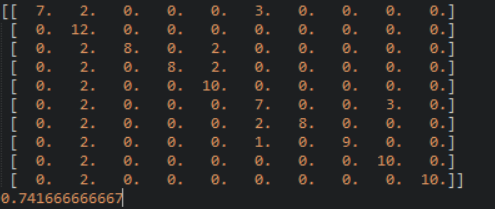 [[ 7. 2. 0. 0. 0. 3. 0. 0. 0. 0.]
[ 0. 12. 0. 0. 0. 0. 0. 0. 0. 0.]
[ 0. 2. 8. 0. 2. 0. 0. 0. 0. 0.]
[ 0. 2. 0. 8. 2. 0. 0. 0. 0. 0.]
[ 0. 2. 0. 0. 10. 0. 0. 0. 0. 0.]
[ 0. 2. 0. 0. 0. 7. 0. 0. 3. 0.]
[ 0. 2. 0. 0. 0. 2. 8. 0. 0. 0.]
[ 0. 2. 0. 0. 0. 1. 0. 9. 0. 0.]
[ 0. 2. 0. 0. 0. 0. 0. 0. 10. 0.]
[ 0. 2. 0. 0. 0. 0. 0. 0. 0. 10.]]
0.741666666667